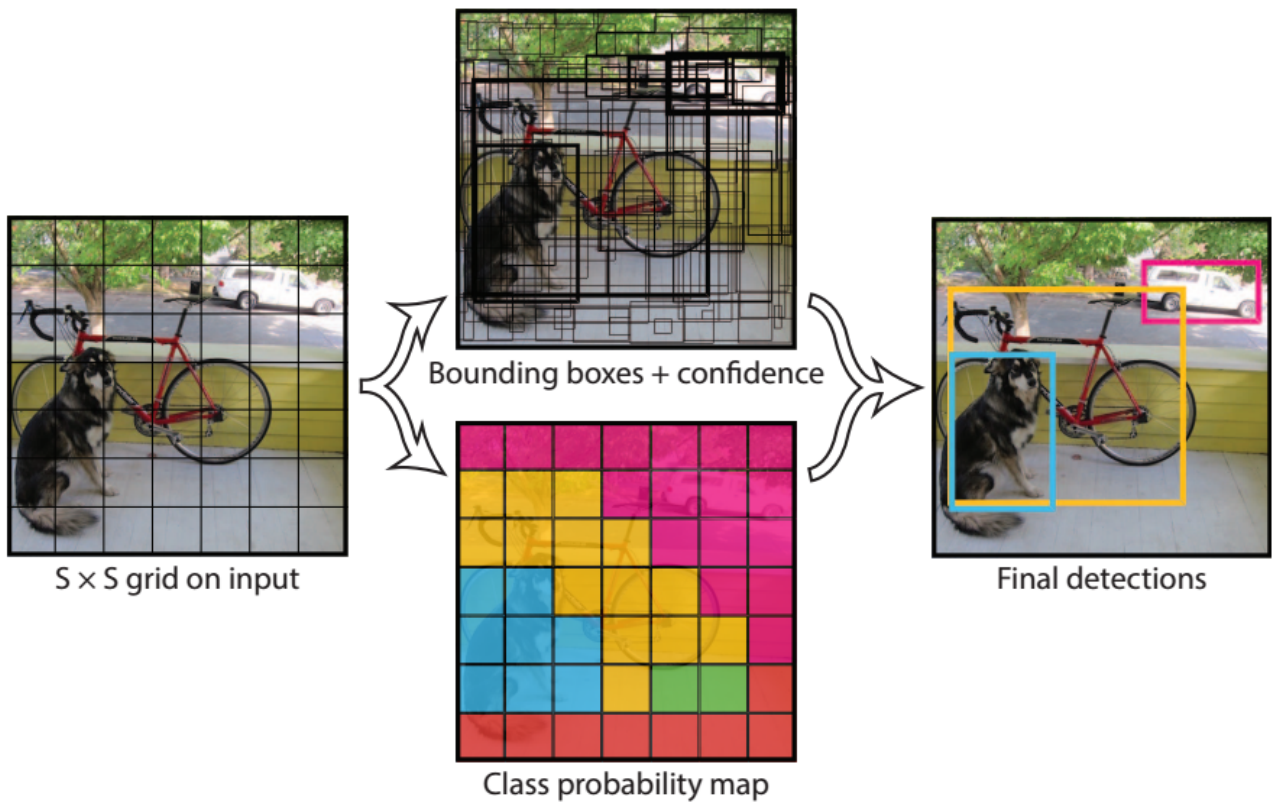 S × S grid on input
Bounding boxes + confidence
Class probability map
Final detections